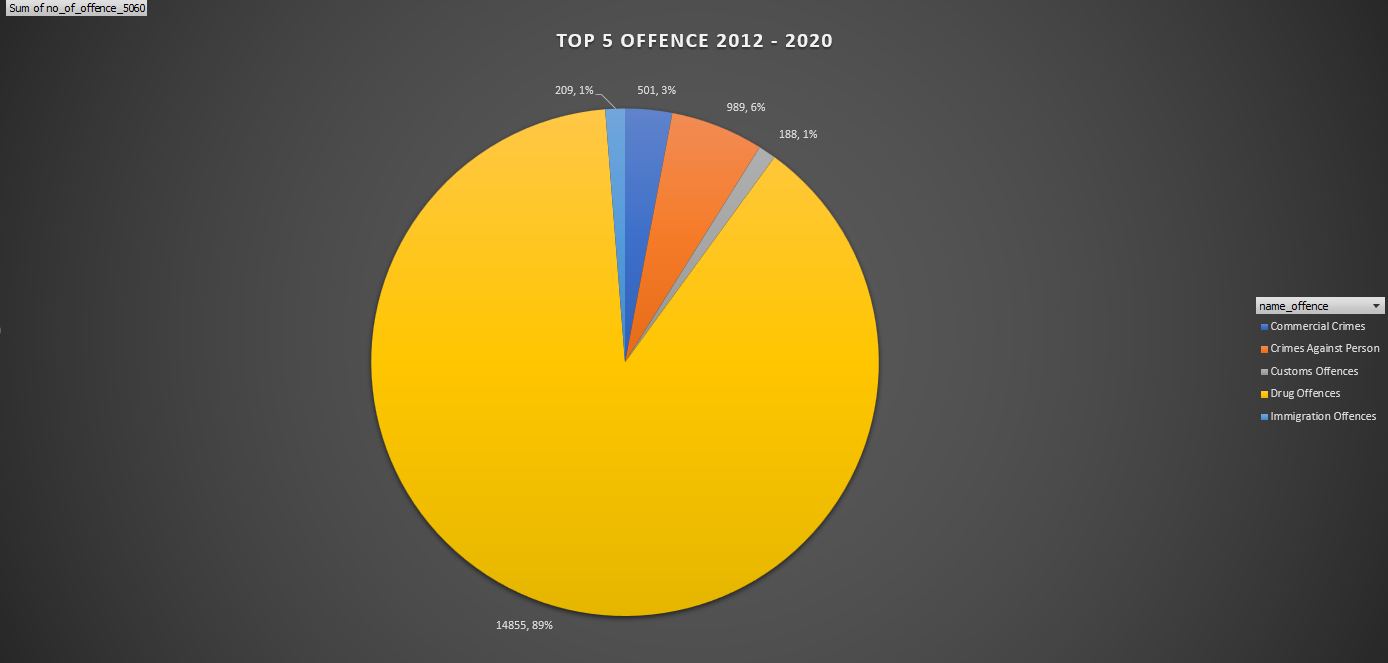 Sum of no_of_offence_5060
TOP 5 OFFENCE 2012 - 2020
209, 1%
501, 3%
989, 6%
188, 1%
14855, 89%
name_offence
Commercial Crimes
Crimes Against Person
Customs Offences
Drug Offences
Immigration Offences